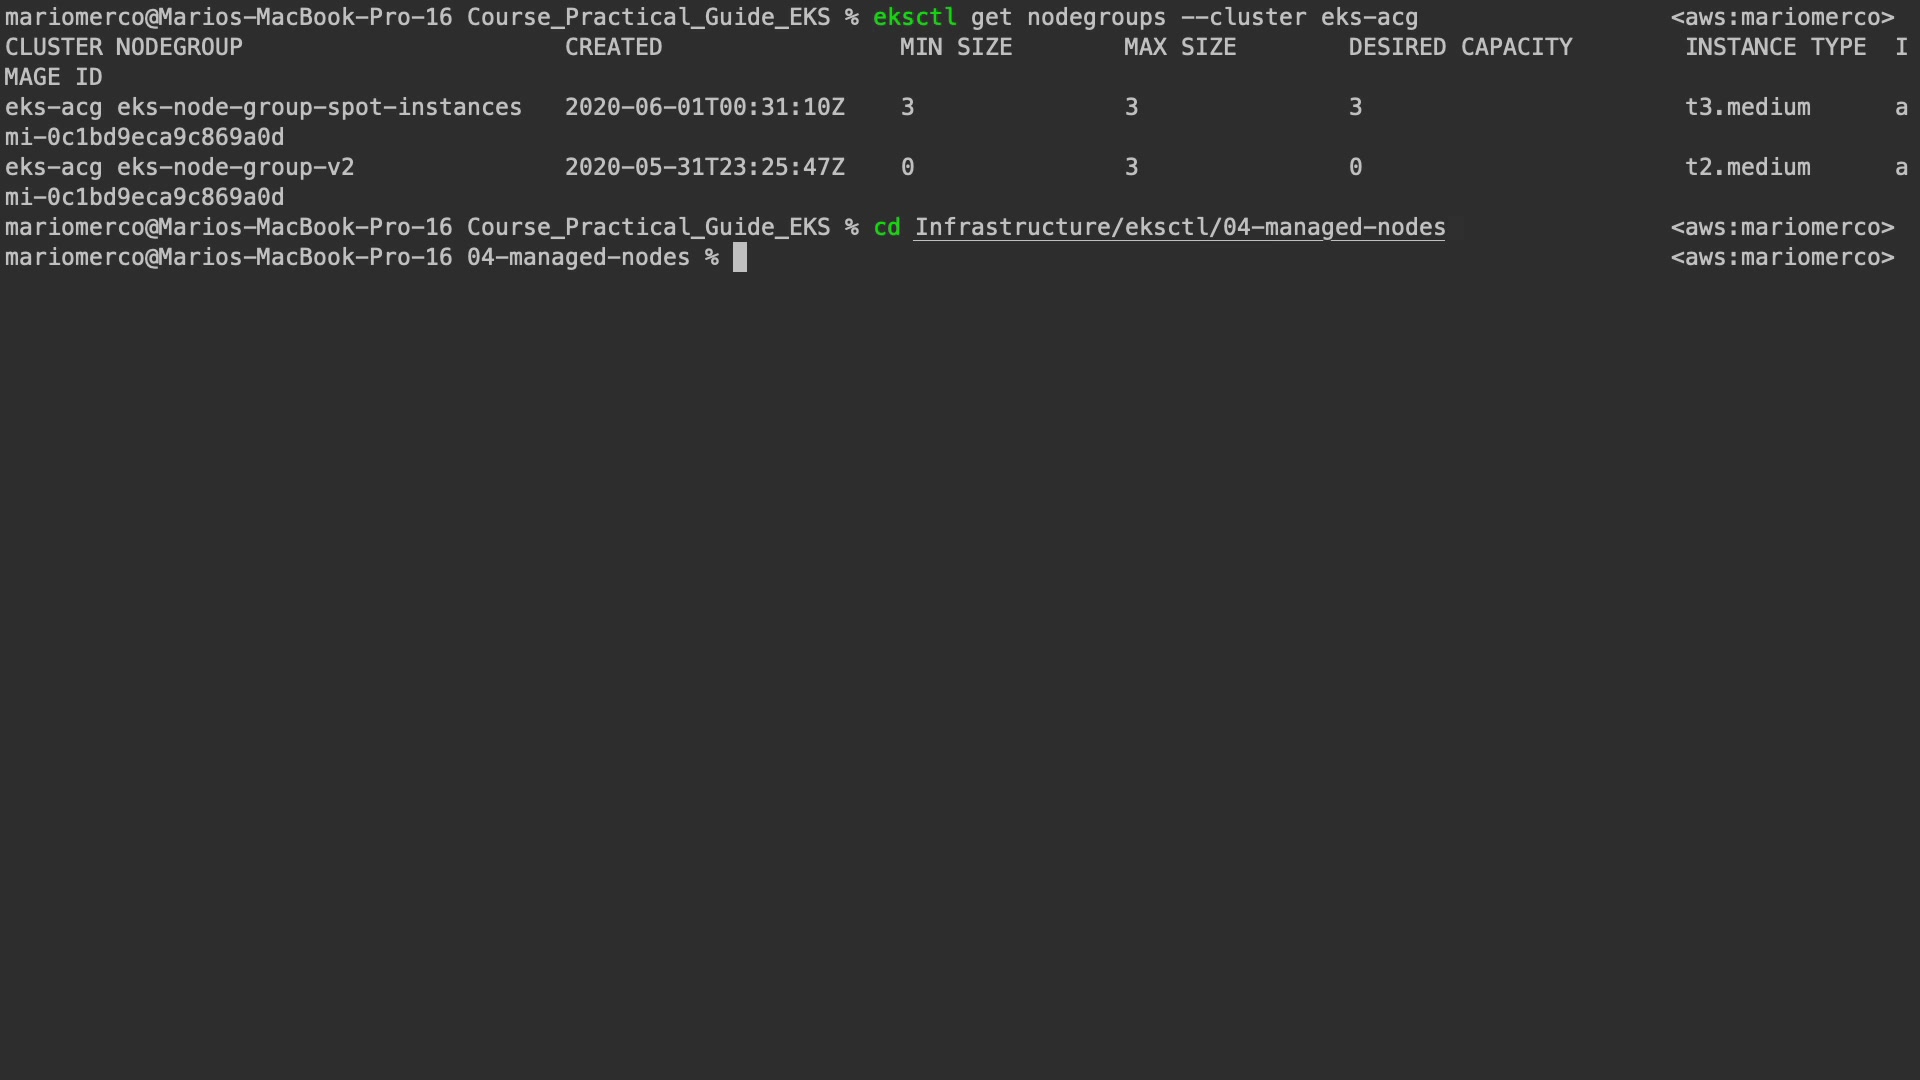 mariomerco@Marios-MacBook-Pro-16 Course_Practical_Guide_EKS % eksctl get nodegroups --cluster eks-acg <aws:mariomerco>
CLUSTER NODEGROUP CREATED MIN SIZE MAX SIZE DESIRED CAPACITY INSTANCE TYPE I
MAGE ID
eks-acg eks-node-group-spot-instances 2020-06-01T00:31:10Z 3 3 3 t3.medium a
mi-0c1bd9eca9c869a0d
eks-acg eks-node-group-v2 2020-05-31T23:25:47Z 0 3 0 t2.medium a
mi-0c1bd9eca9c869a0d
mariomerco@Marios-MacBook-Pro-16 Course_Practical_Guide_EKS % cd Infrastructure/eksctl/04-managed-nodes <aws:mariomerco>
mariomerco@Marios-MacBook-Pro-16 04-managed-nodes % <aws:mariomerco>